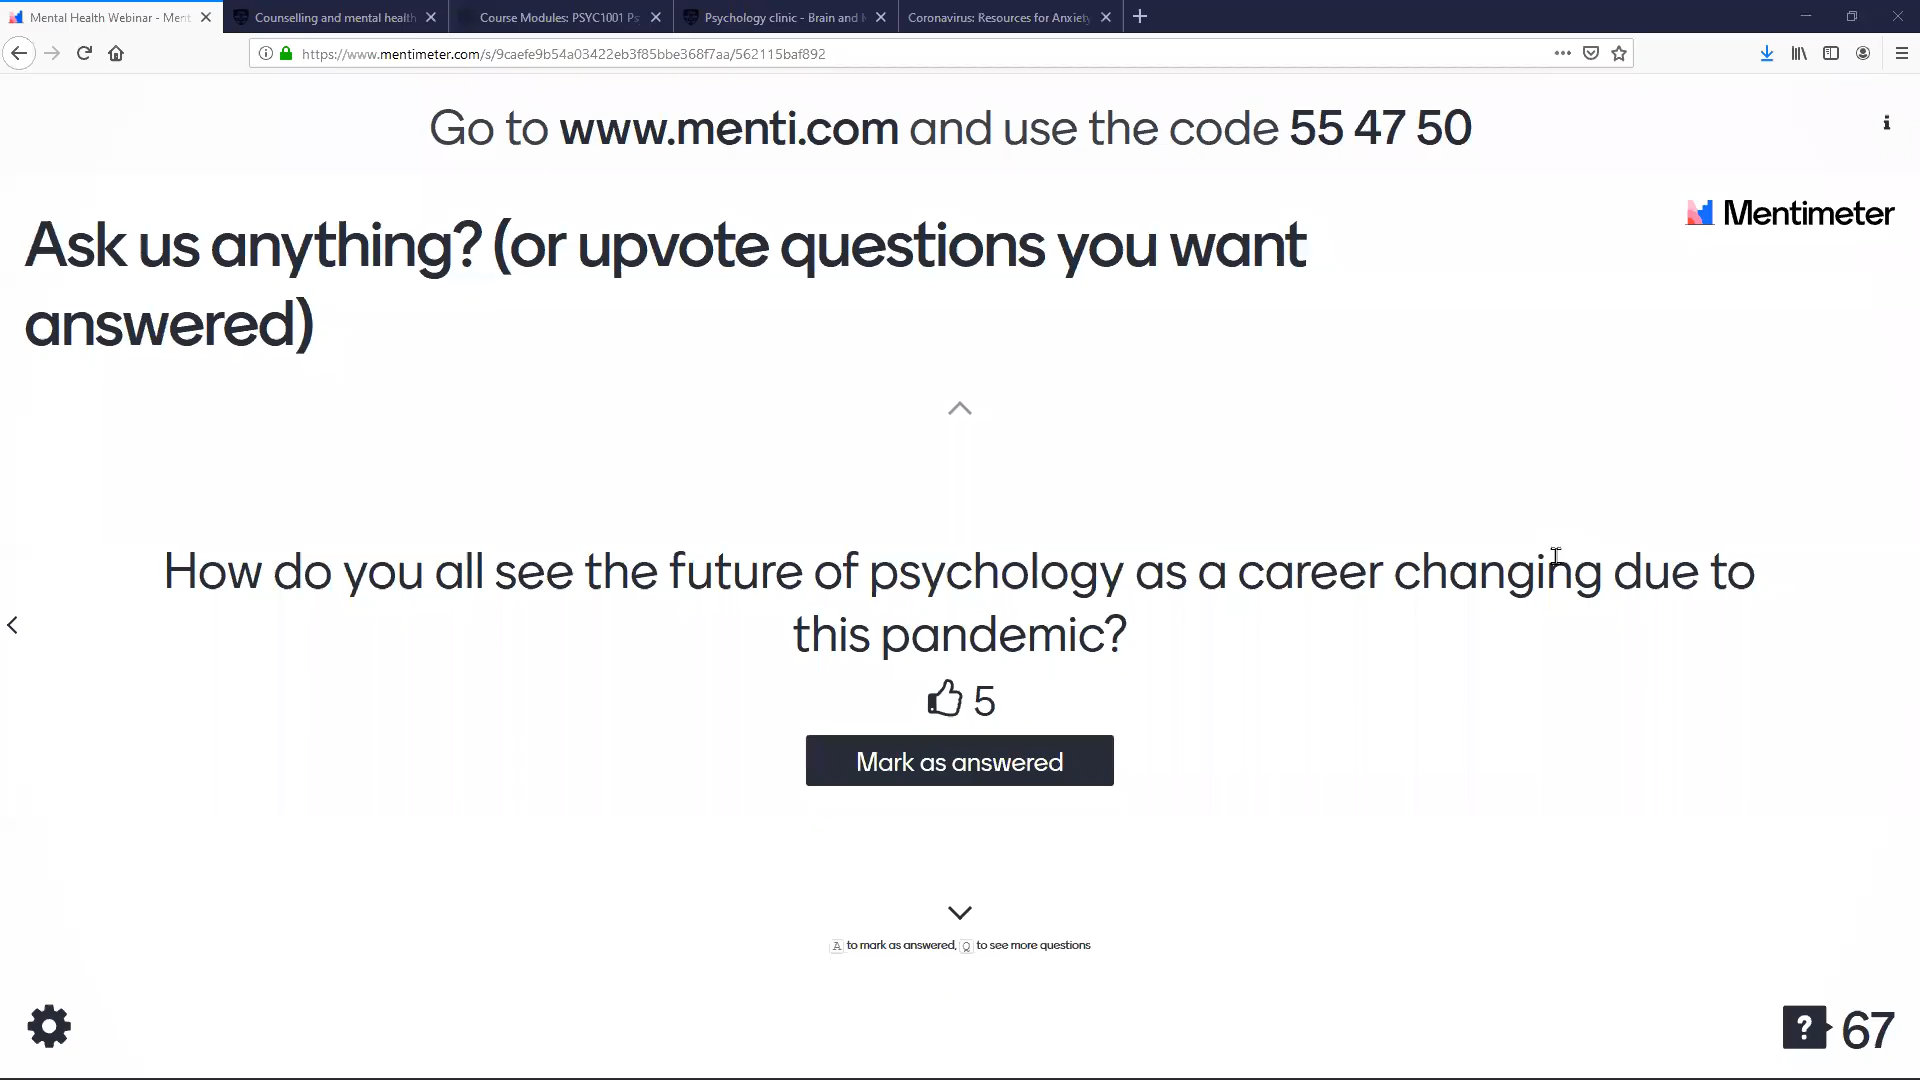 Mental Health Webinar - Ment
Counselling and mental health
Course Modules: PSYC1001 Ps
Psychology clinic - Brain and M
Coronavirus: Resources for Anxiety
https://www.mentimeter.com/s/9caefe9b54a03422eb3f85bbe368f7aa/562115baf892
Go to www.menti.com and use the code 55 47 50
Mentimeter
Ask us anything? (or upvote questions you want
answered)
How do you all see the future of psychology as a career changing due to
this pandemic?
5
Mark as answered
A to mark as answered, Q to see more questions
? 67